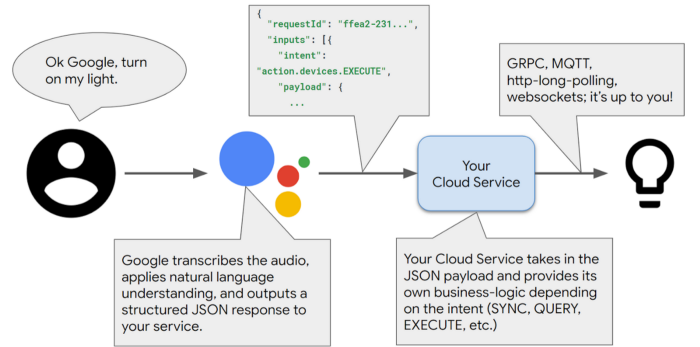 Ok Google, turn
on my light.
{
"requestId": "ffea2-231...",
"inputs": [{
"intent":
"action.devices.EXECUTE",
"payload": {
...
GRPC, MQTT,
http-long-polling,
websockets; it's up to you!
Your
Cloud Service
Google transcribes the audio,
applies natural language
understanding, and outputs a
structured JSON response to
your service.
Your Cloud Service takes in the
JSON payload and provides its
own business-logic depending
on the intent (SYNC, QUERY,
EXECUTE, etc.)